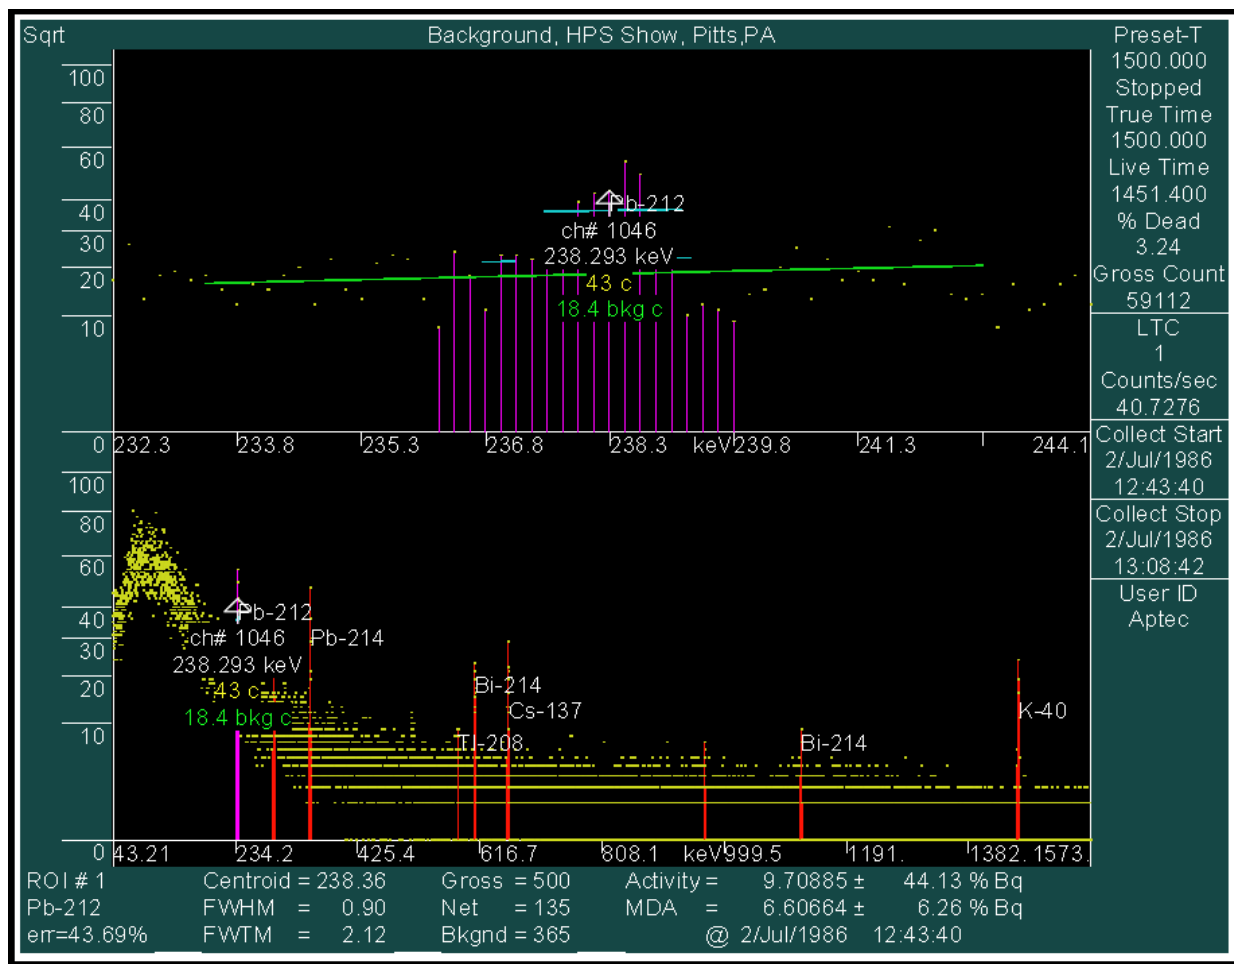 Sqrt
Background, HPS Show, Pitts,PA
Preset-T
1500.000
Stopped
True Time
1500.000
Live Time
1451.400
% Dead
3.24
Gross Count
59112
LTC
1
Counts/sec
40.7276
Collect Start
2/Jul/1986
12:43:40
Collect Stop
2/Jul/1986
13:08:42
User ID
Aptec
100
80
60
40
30
20
10
0
Pb-212
ch# 1046
238.293 keV
43 c
18.4 bkg c
232.3 233.8 235.3 236.8 238.3 keV 239.8 241.3 244.1
100
80
60
40
30
20
10
0
Pb-212
ch# 1046
238.293 keV
43 c
18.4 bkg c
Pb-214
Bi-214
Cs-137
Tl-208
Bi-214
K-40
43.21 234.2 425.4 616.7 808.1 keV 999.5 1191. 1382. 1573.
ROI # 1 Centroid = 238.36 Gross = 500 Activity = 9.70885 ± 44.13 % Bq
Pb-212 FWHM = 0.90 Net = 135 MDA = 6.60664 ± 6.26 % Bq
err=43.69% FWTM = 2.12 Bkgnd = 365 @ 2/Jul/1986 12:43:40